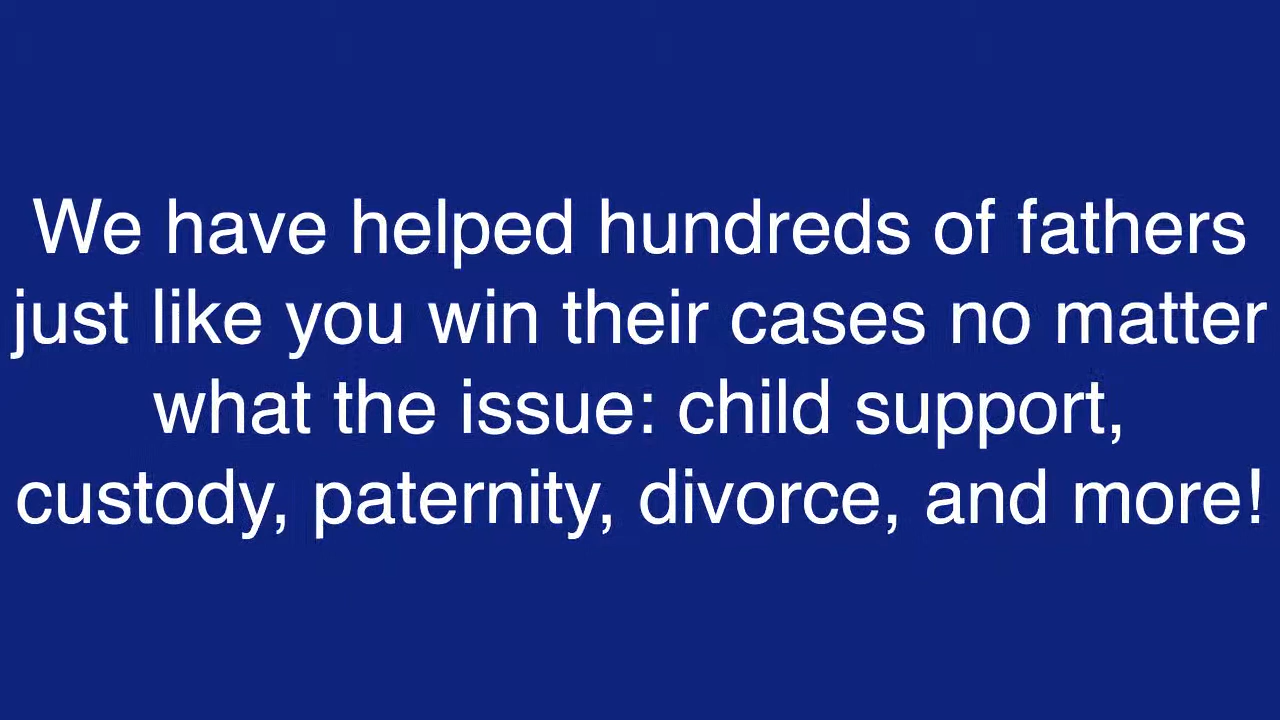 We have helped hundreds of fathers
just like you win their cases no matter
what the issue: child support,
custody, paternity, divorce, and more!